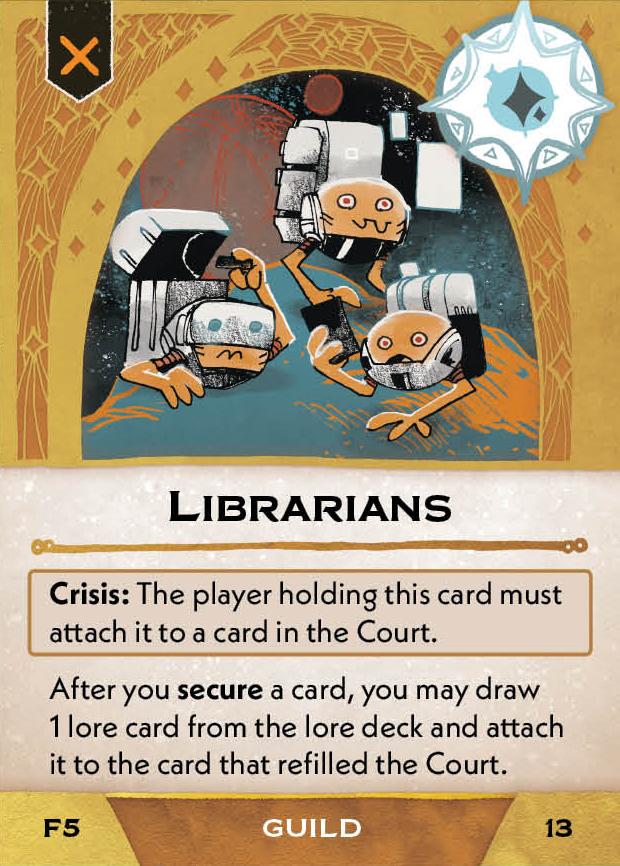 LIBRARIANS
Crisis: The player holding this card must
attach it to a card in the Court.
After you secure a card, you may draw
1 lore card from the lore deck and attach
it to the card that refilled the Court.
F5 GUILD 13